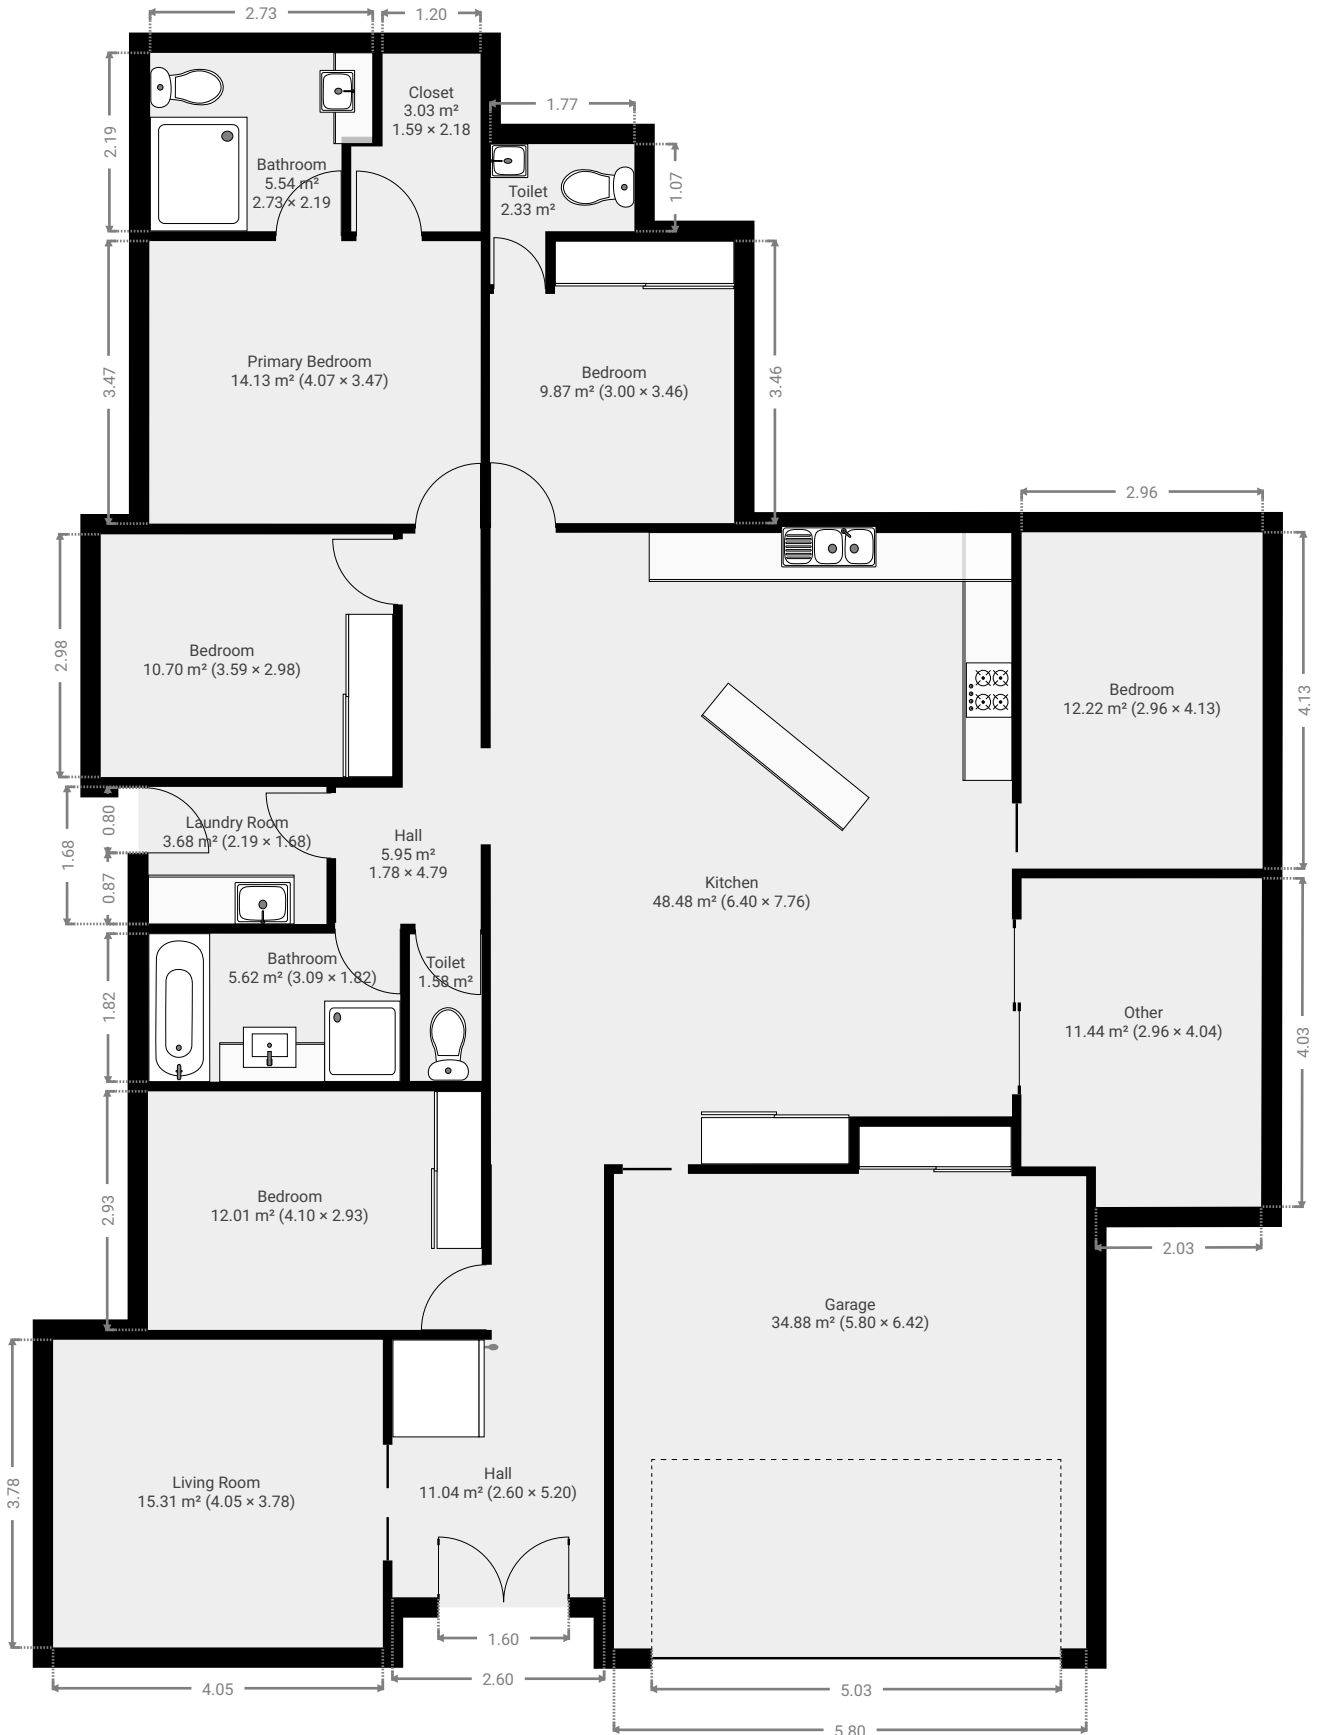 2.73
1.20
2.19
Closet
3.03 m²
1.59 × 2.18
1.77
Bathroom
5.54 m²
2.73 × 2.19
Toilet
2.33 m²
1.07
3.47
Primary Bedroom
14.13 m² (4.07 × 3.47)
Bedroom
9.87 m² (3.00 × 3.46)
3.46
2.96
2.98
Bedroom
10.70 m² (3.59 × 2.98)
Bedroom
12.22 m² (2.96 × 4.13)
4.13
1.68
0.80
0.87
Laundry Room
3.68 m² (2.19 × 1.68)
Hall
5.95 m²
1.78 × 4.79
Kitchen
48.48 m² (6.40 × 7.76)
1.82
Bathroom
5.62 m² (3.09 × 1.82)
Toilet
1.58 m²
Other
11.44 m² (2.96 × 4.04)
4.03
2.93
Bedroom
12.01 m² (4.10 × 2.93)
2.03
Garage
34.88 m² (5.80 × 6.42)
3.78
Living Room
15.31 m² (4.05 × 3.78)
Hall
11.04 m² (2.60 × 5.20)
1.60
2.60
4.05
5.03
5.80